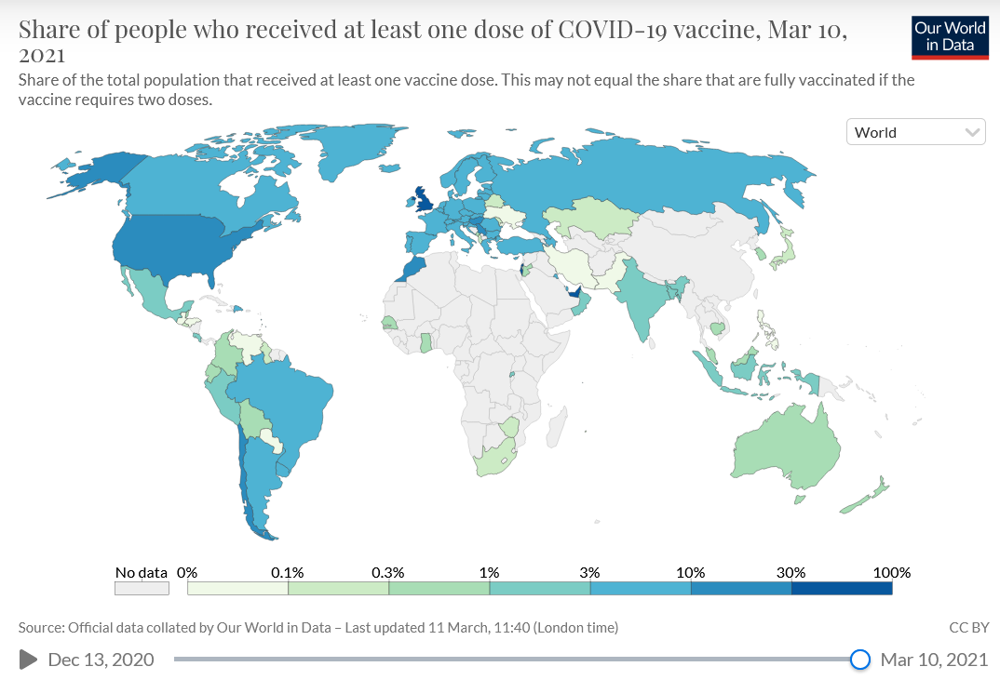 Share of people who received at least one dose of COVID-19 vaccine, Mar 10,
2021
Our World
in Data
Share of the total population that received at least one vaccine dose. This may not equal the share that are fully vaccinated if the
vaccine requires two doses.
World
No data 0% 0.1% 0.3% 1% 3% 10% 30% 100%
Source: Official data collated by Our World in Data – Last updated 11 March, 11:40 (London time)
CC BY
Dec 13, 2020
Mar 10, 2021